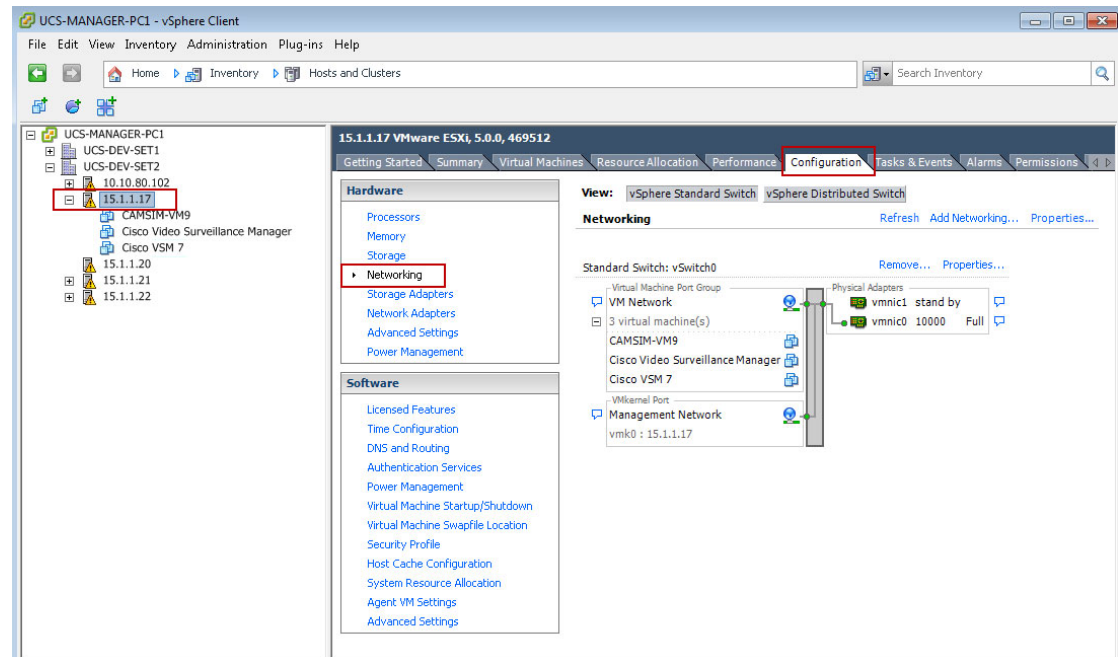 UCS-MANAGER-PC1 - vSphere Client
File Edit View Inventory Administration Plug-ins Help
Home Inventory Hosts and Clusters
Search Inventory
UCS-MANAGER-PC1
UCS-DEV-SET1
UCS-DEV-SET2
10.10.80.102
15.1.1.17
CAMSIM-VM9
Cisco Video Surveillance Manager
Cisco VSM 7
15.1.1.20
15.1.1.21
15.1.1.22
15.1.1.17 VMware ESXi, 5.0.0, 469512
Getting Started Summary Virtual Machines Resource Allocation Performance Configuration Tasks & Events Alarms Permissions
Hardware
Processors
Memory
Storage
Networking
Storage Adapters
Network Adapters
Advanced Settings
Power Management
Software
Licensed Features
Time Configuration
DNS and Routing
Authentication Services
Power Management
Virtual Machine Startup/Shutdown
Virtual Machine Swapfile Location
Security Profile
Host Cache Configuration
System Resource Allocation
Agent VM Settings
Advanced Settings
View: vSphere Standard Switch vSphere Distributed Switch
Networking Refresh Add Networking... Properties...
Standard Switch: vSwitch0 Remove... Properties...
Virtual Machine Port Group
VM Network
3 virtual machine(s)
CAMSIM-VM9
Cisco Video Surveillance Manager
Cisco VSM 7
VMkernel Port
Management Network
vmk0 : 15.1.1.17
Physical Adapters
vmnic1 stand by
vmnic0 10000 Full